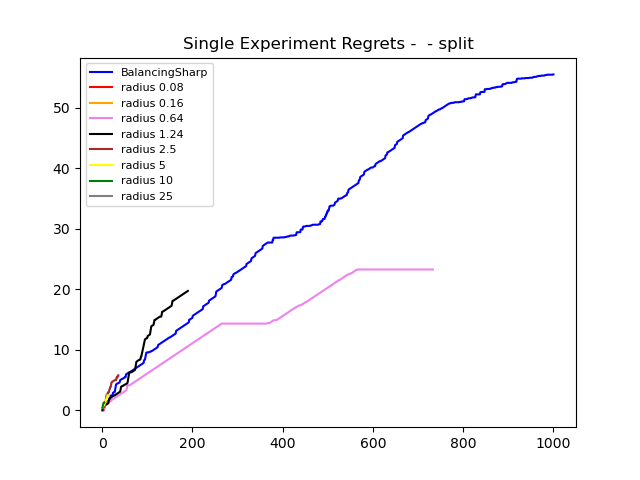 Single Experiment Regrets -  - split
BalancingSharp
radius 0.08
radius 0.16
radius 0.64
radius 1.24
radius 2.5
radius 5
radius 10
radius 25
50
40
30
20
10
0
0 200 400 600 800 1000